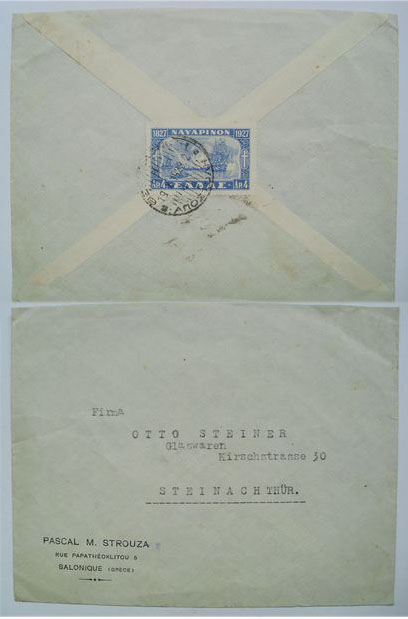 1827 ΝΑΥΑΡΙΝΟΝ 1927
ΔΡ.4 ΕΛΛΑΣ ΔΡ.4
Firma
OTTO STEINER
Glaswaren
Kirschstrasse 30
STEINACH THÜR.
PASCAL M. STROUZA
RUE PAPATHÉOKLITOU 5
SALONIQUE (GRÈCE)